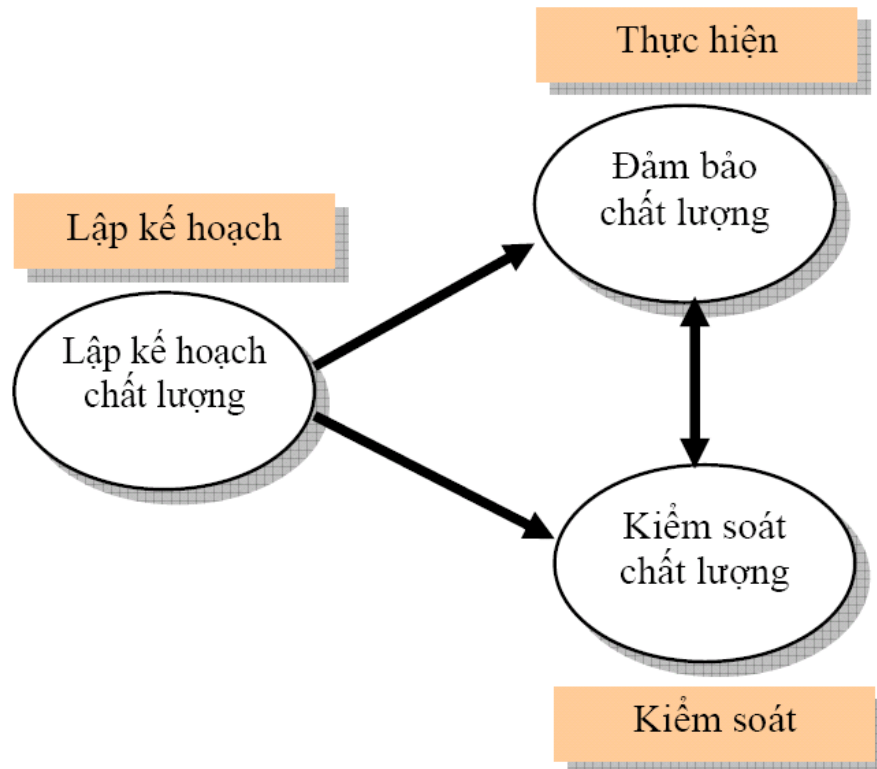 Thực hiện
Đảm bảo
chất lượng
Lập kế hoạch
Lập kế hoạch
chất lượng
Kiểm soát
chất lượng
Kiểm soát